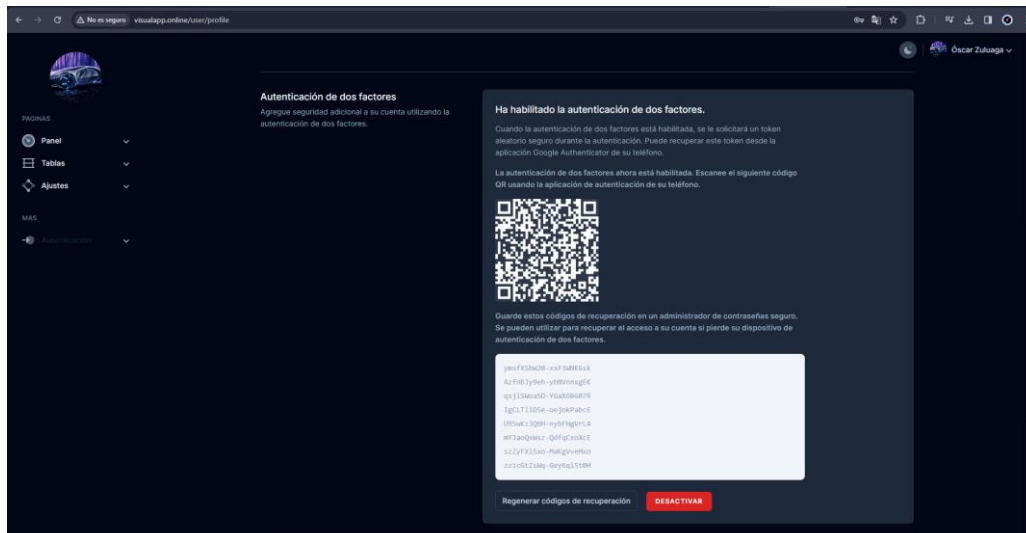 No es seguro visualapp.online/user/profile
Óscar Zuluaga
PAGINAS
Panel
Tablas
Ajustes
MAS
Autenticación
Autenticación de dos factores
Agregue seguridad adicional a su cuenta utilizando la
autenticación de dos factores.
Ha habilitado la autenticación de dos factores.
Cuando la autenticación de dos factores está habilitada, se le solicitará un token
aleatorio seguro durante la autenticación. Puede recuperar este token desde la
aplicación Google Authenticator de su teléfono.
La autenticación de dos factores ahora está habilitada. Escanee el siguiente código
QR usando la aplicación de autenticación de su teléfono.
Guarde estos códigos de recuperación en un administrador de contraseñas seguro.
Se pueden utilizar para recuperar el acceso a su cuenta si pierde su dispositivo de
autenticación de dos factores.
Regenerar códigos de recuperación
DESACTIVAR